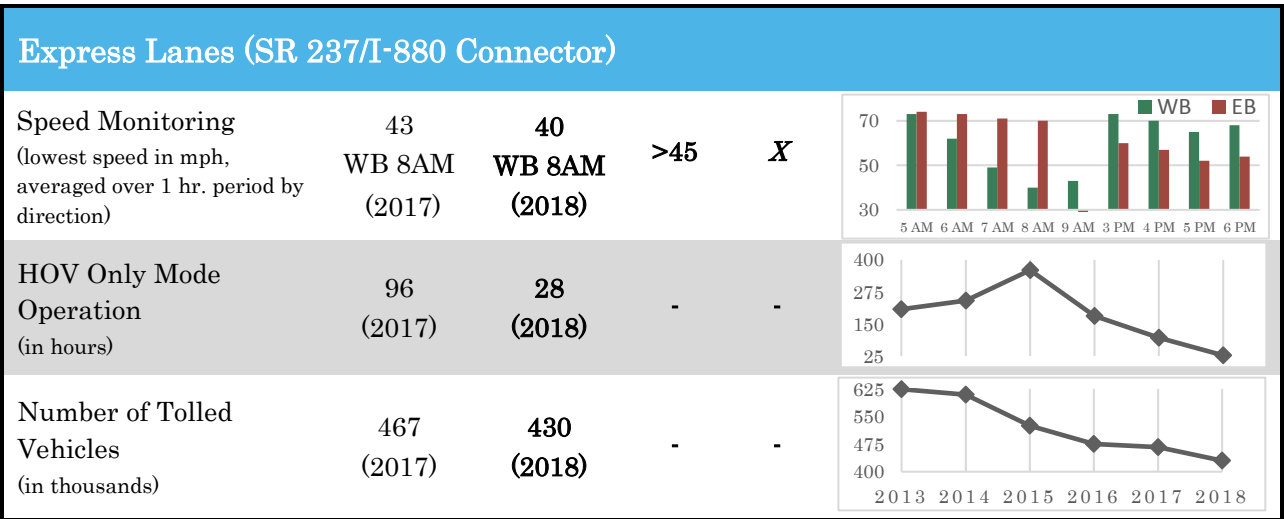 Express Lanes (SR 237/I-880 Connector)
Speed Monitoring
(lowest speed in mph,
averaged over 1 hr. period by
direction)
43
WB 8AM
(2017)
40
WB 8AM
(2018)
>45
X
WB EB
70
50
30
5 AM 6 AM 7 AM 8 AM 9 AM 3 PM 4 PM 5 PM 6 PM
HOV Only Mode
Operation
(in hours)
96
(2017)
28
(2018)
-
-
400
275
150
25
Number of Tolled
Vehicles
(in thousands)
467
(2017)
430
(2018)
-
-
625
550
475
400
2013 2014 2015 2016 2017 2018